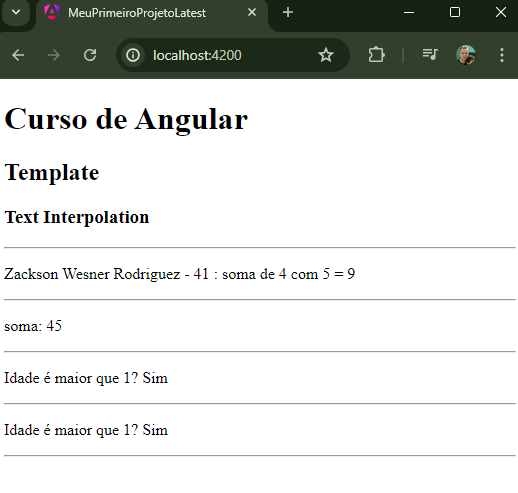 MeuPrimeiroProjetoLatest
localhost:4200
Curso de Angular
Template
Text Interpolation
Zackson Wesner Rodriguez - 41 : soma de 4 com 5 = 9
soma: 45
Idade é maior que 1? Sim
Idade é maior que 1? Sim